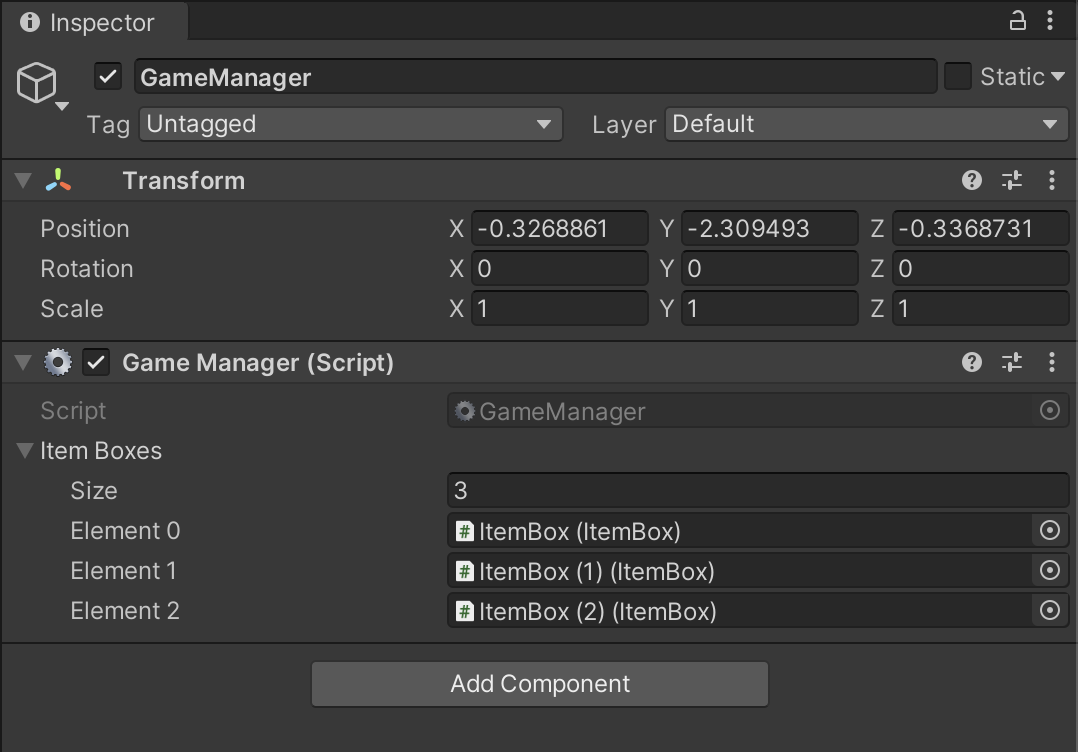 Inspector
GameManager Static
Tag Untagged Layer Default
Transform
Position X -0.3268861 Y -2.309493 Z -0.3368731
Rotation X 0 Y 0 Z 0
Scale X 1 Y 1 Z 1
Game Manager (Script)
Script GameManager
Item Boxes
Size 3
Element 0 # ItemBox (ItemBox)
Element 1 # ItemBox (1) (ItemBox)
Element 2 # ItemBox (2) (ItemBox)
Add Component